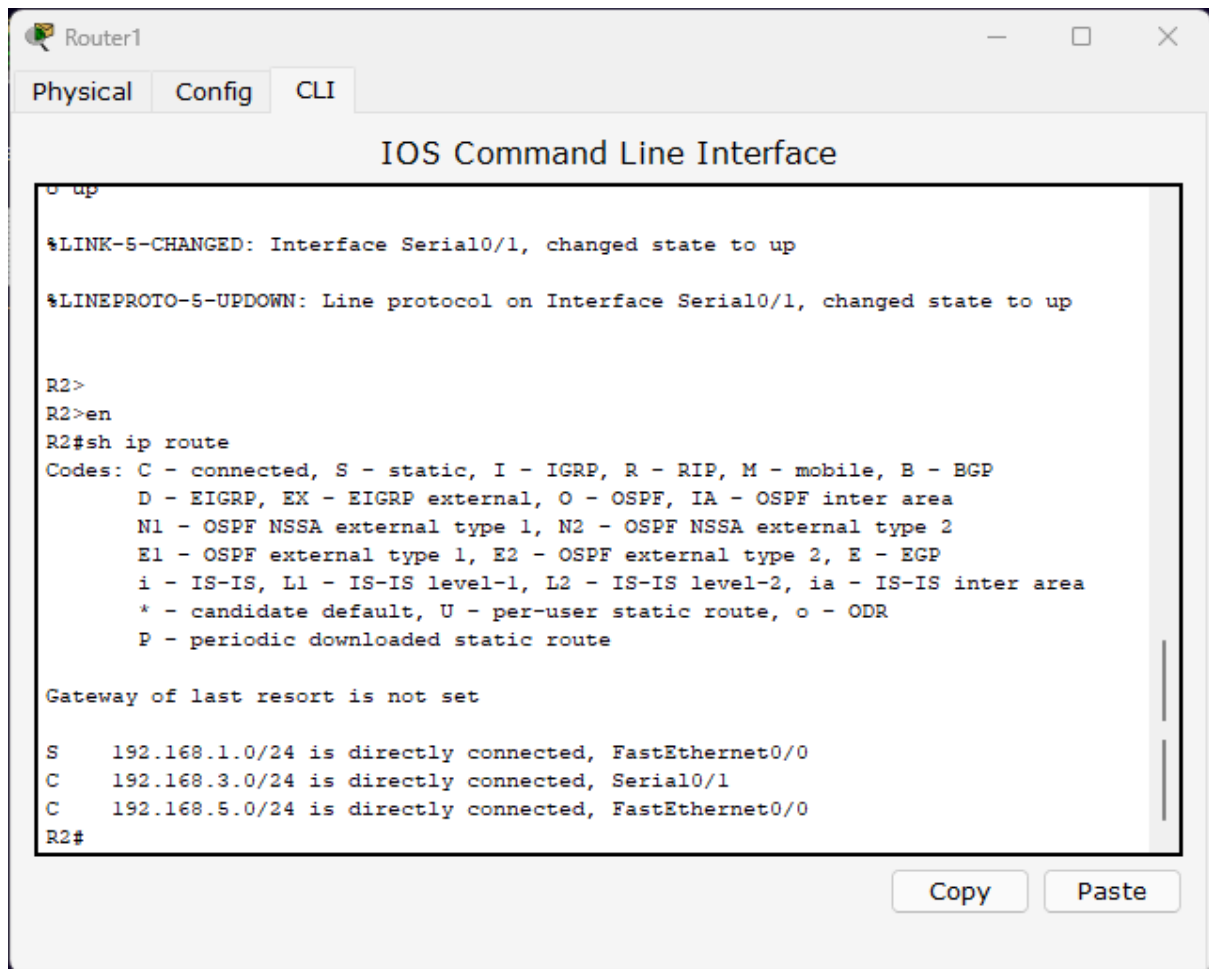 Router1
Physical Config CLI
IOS Command Line Interface
o up
%LINK-5-CHANGED: Interface Serial0/1, changed state to up
%LINEPROTO-5-UPDOWN: Line protocol on Interface Serial0/1, changed state to up
R2>
R2>en
R2#sh ip route
Codes: C - connected, S - static, I - IGRP, R - RIP, M - mobile, B - BGP
D - EIGRP, EX - EIGRP external, O - OSPF, IA - OSPF inter area
N1 - OSPF NSSA external type 1, N2 - OSPF NSSA external type 2
E1 - OSPF external type 1, E2 - OSPF external type 2, E - EGP
i - IS-IS, L1 - IS-IS level-1, L2 - IS-IS level-2, ia - IS-IS inter area
* - candidate default, U - per-user static route, o - ODR
P - periodic downloaded static route
Gateway of last resort is not set
S 192.168.1.0/24 is directly connected, FastEthernet0/0
C 192.168.3.0/24 is directly connected, Serial0/1
C 192.168.5.0/24 is directly connected, FastEthernet0/0
R2#
Copy Paste